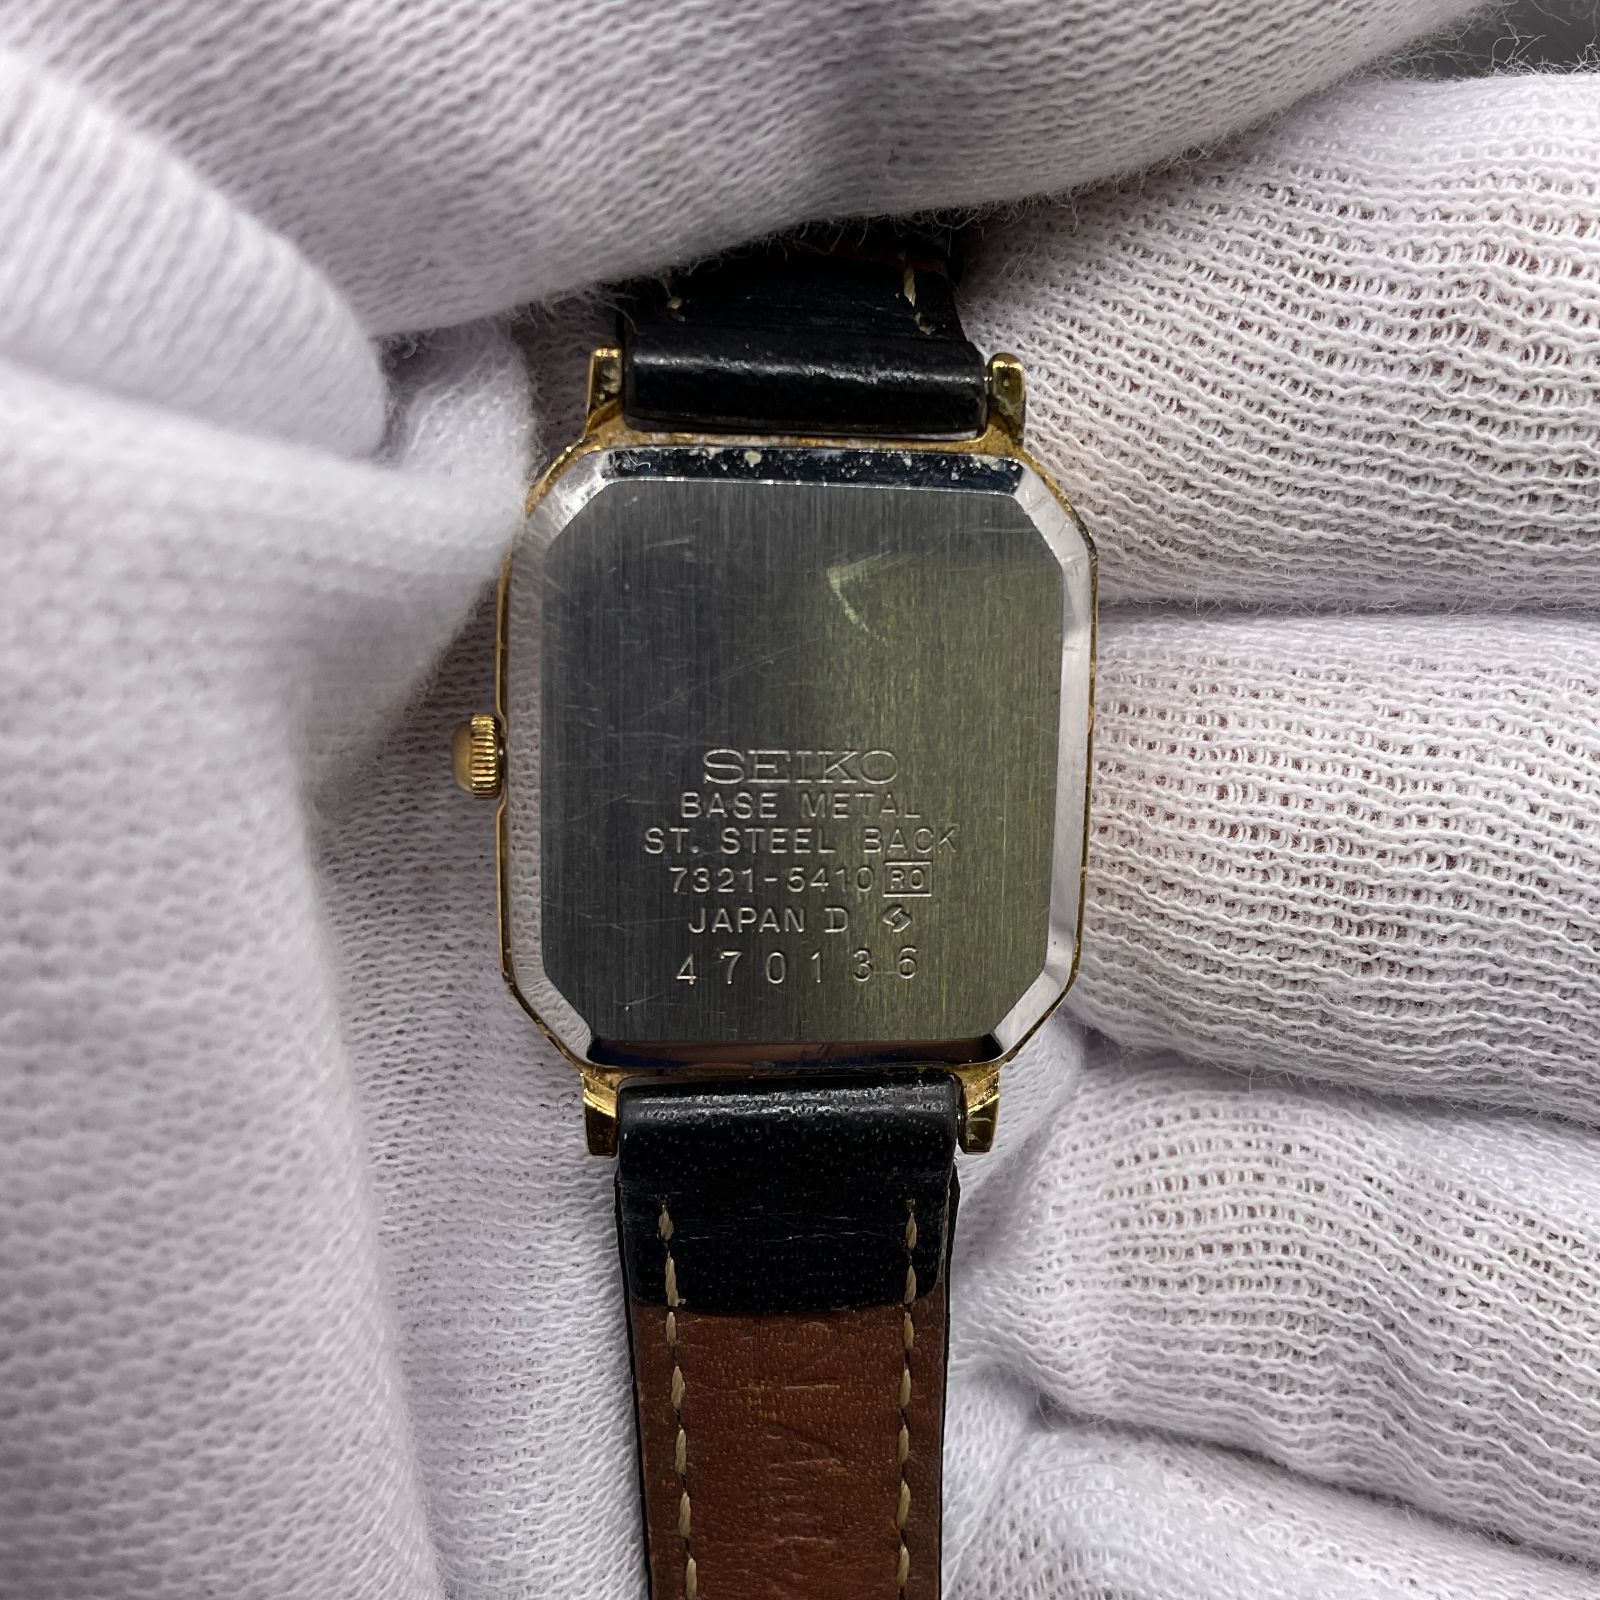 SEIKO
BASE METAL
ST. STEEL BACK
7321-5410 RO
JAPAN D
470136